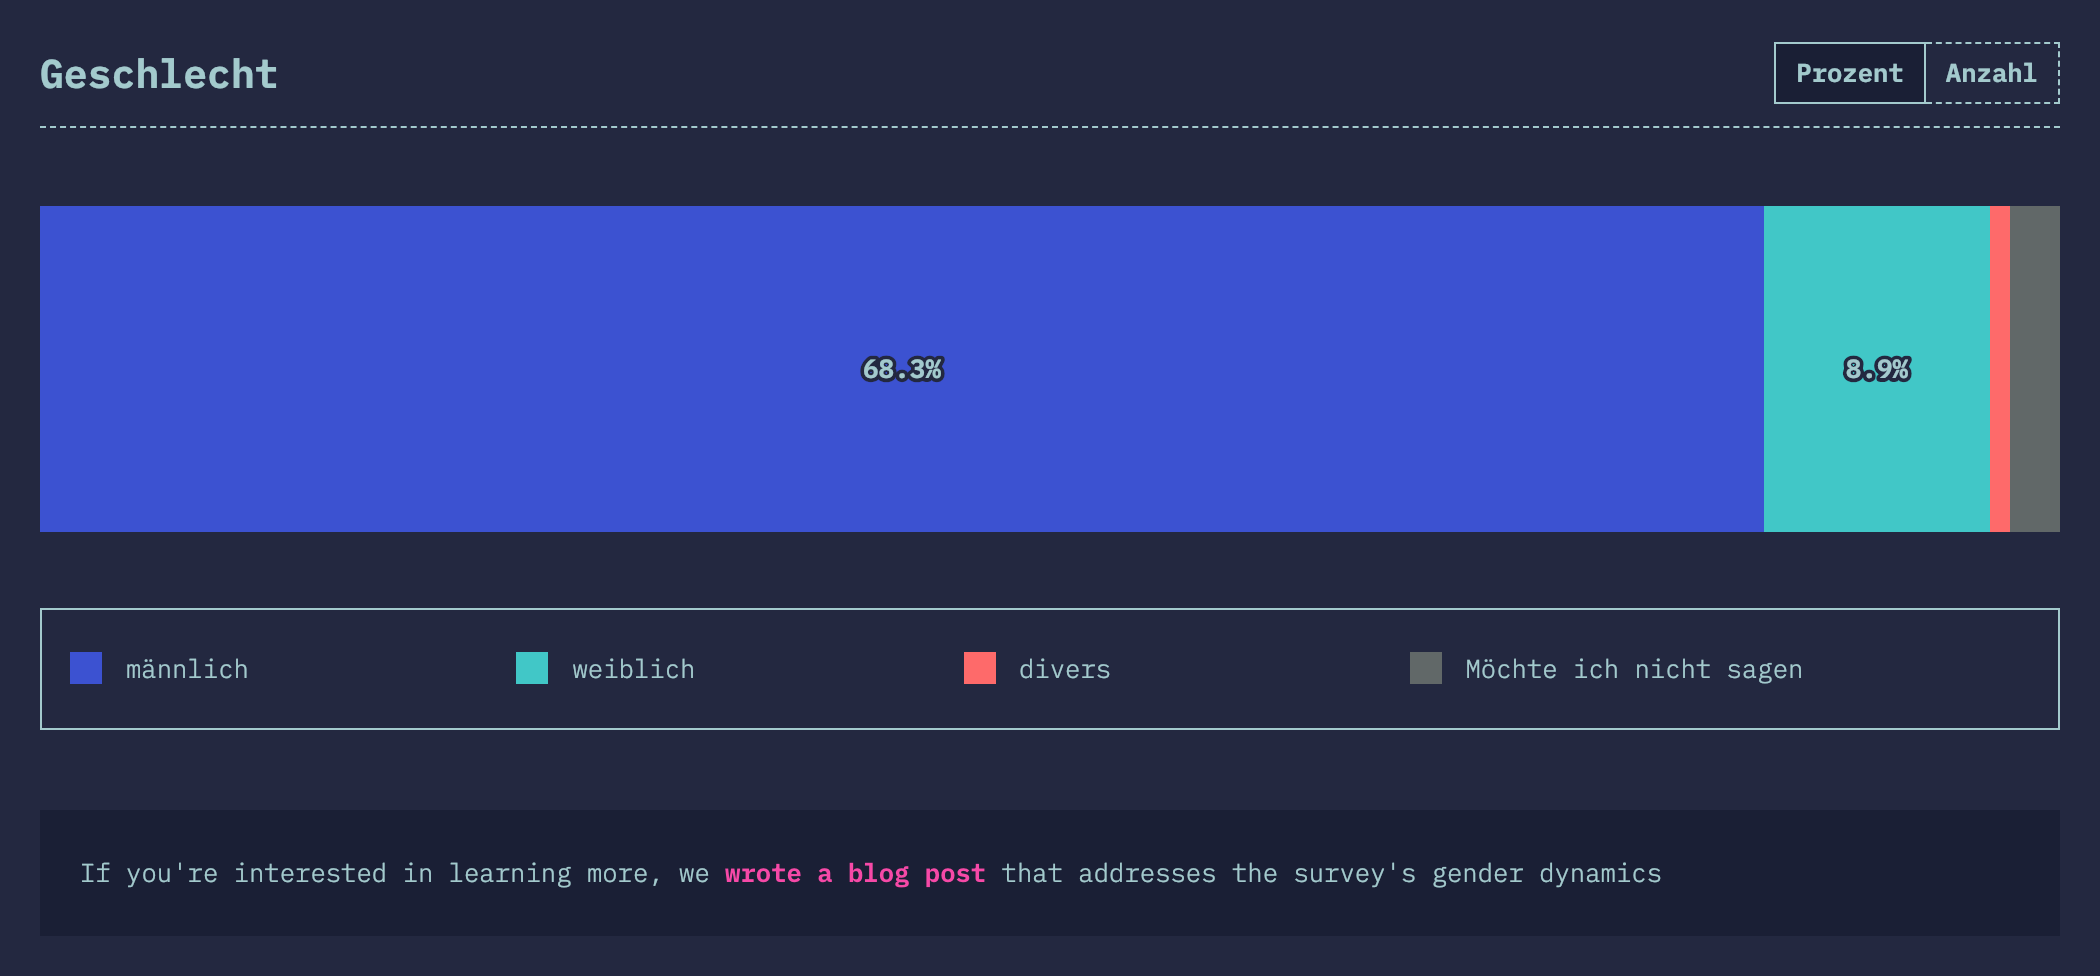 Geschlecht
Prozent Anzahl
68.3% 8.9%
männlich weiblich divers Möchte ich nicht sagen
If you're interested in learning more, we wrote a blog post that addresses the survey's gender dynamics